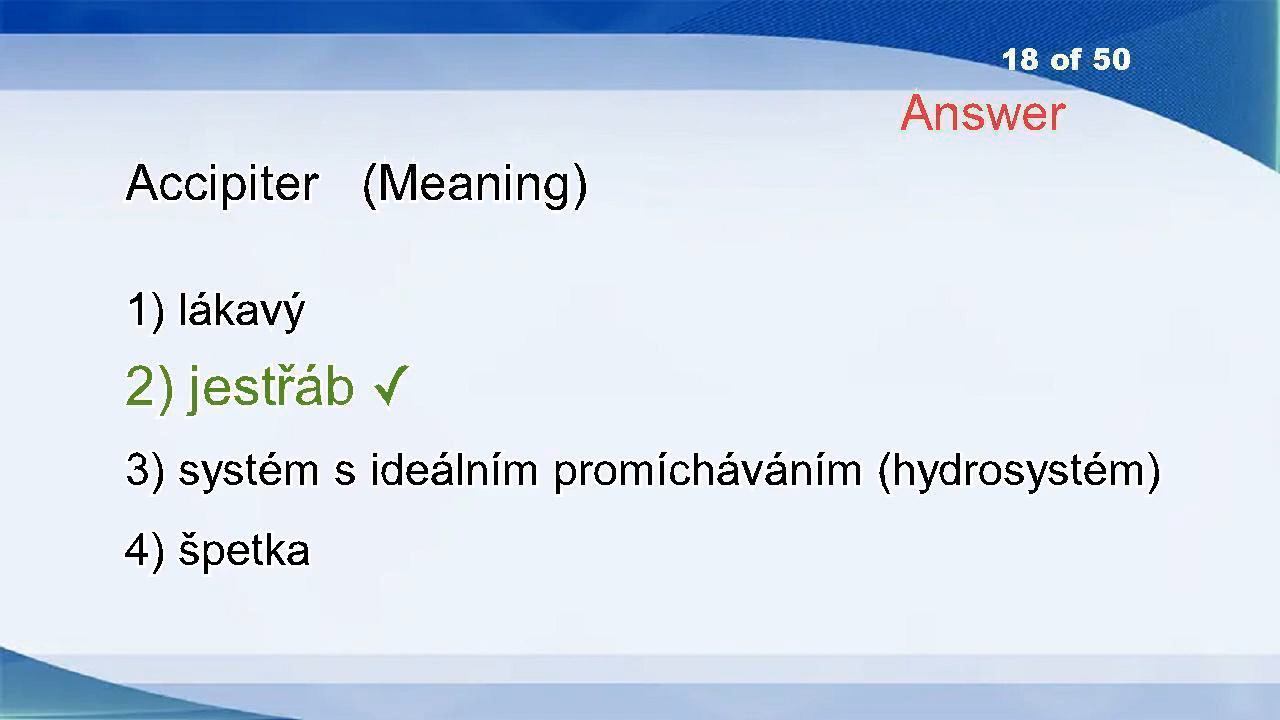 18 of 50
Answer
Accipiter (Meaning)
1) lákavý
2) jestřáb ✓
3) systém s ideálním promícháváním (hydrosystém)
4) špetka